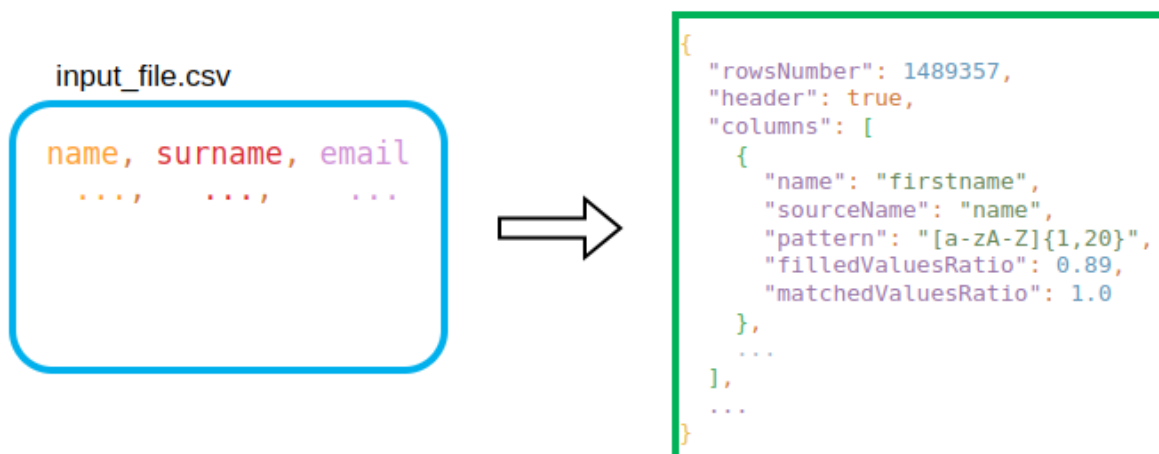 input_file.csv
name, surname, email
..., ..., ...
{
"rowsNumber": 1489357,
"header": true,
"columns": [
{
"name": "firstname",
"sourceName": "name",
"pattern": "[a-zA-Z]{1,20}",
"filledValuesRatio": 0.89,
"matchedValuesRatio": 1.0
},
...
],
...
}